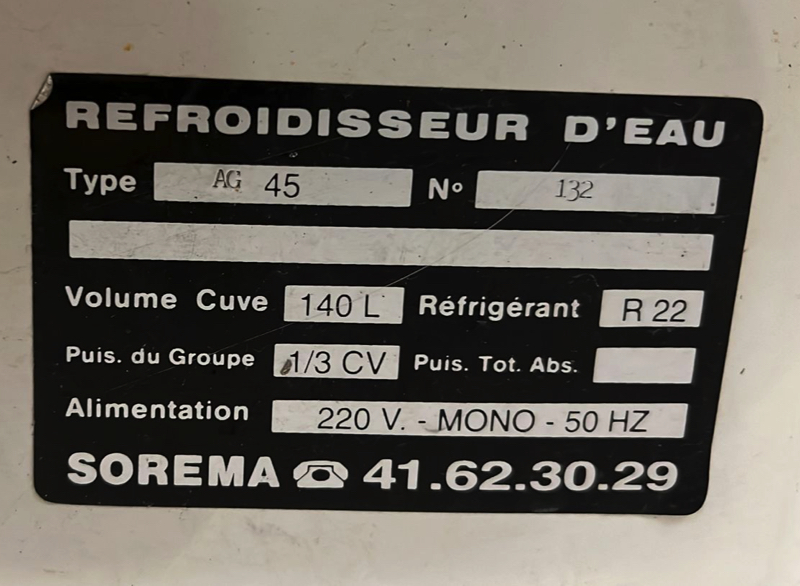 REFROIDISSEUR D'EAU
Type AG 45 N° 132
Volume Cuve 140 L Réfrigérant R 22
Puis. du Groupe 1/3 CV Puis. Tot. Abs.
Alimentation 220 V. - MONO - 50 HZ
SOREMA ☎ 41.62.30.29